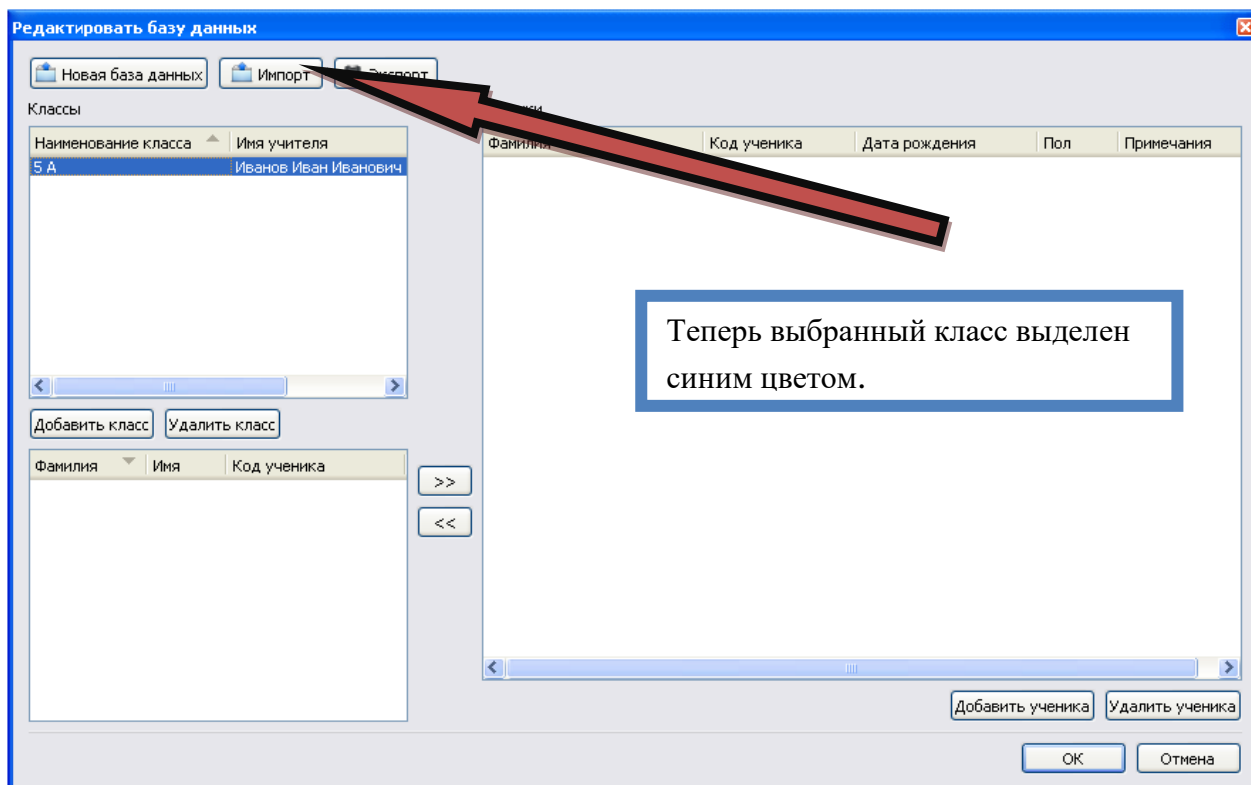 Редактировать базу данных
Новая база данных Импорт
Классы
Наименование класса Имя учителя
5 А Иванов Иван Иванович
Фамилия Код ученика Дата рождения Пол Примечания
Теперь выбранный класс выделен
синим цветом.
Добавить класс Удалить класс
Фамилия Имя Код ученика
>>
<<
Добавить ученика Удалить ученика
ОК Отмена